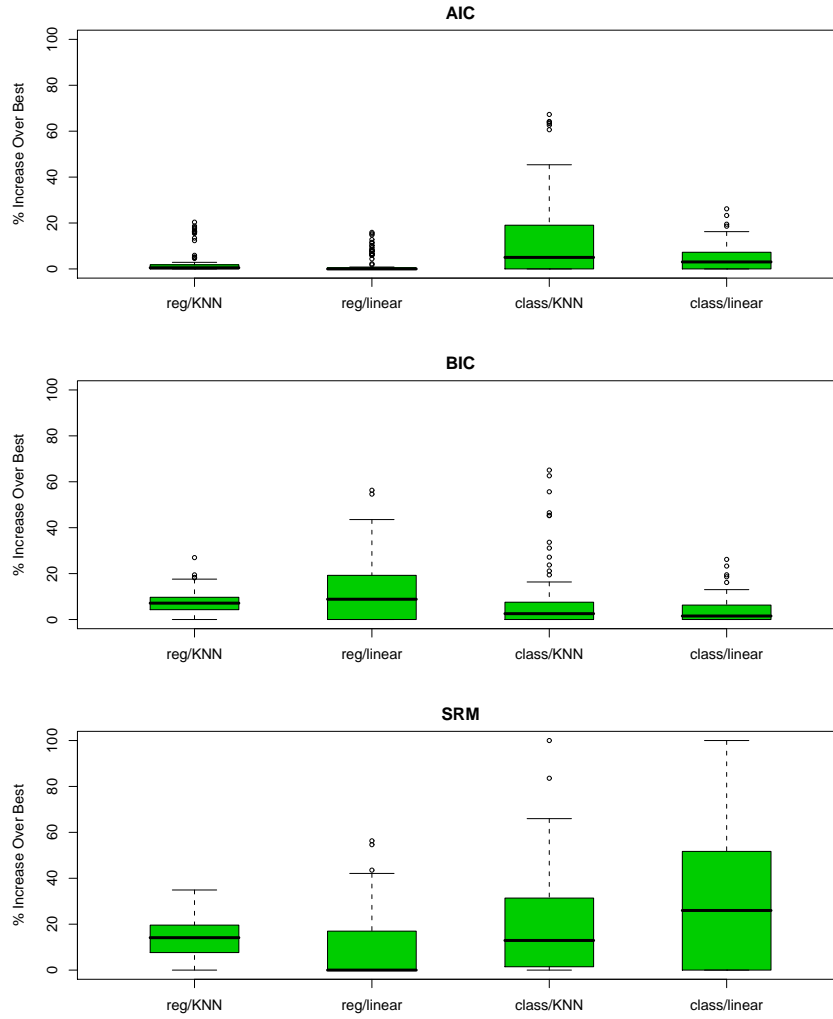 AIC
% Increase Over Best
100
80
60
40
20
0
reg/KNN reg/linear class/KNN class/linear
BIC
% Increase Over Best
100
80
60
40
20
0
reg/KNN reg/linear class/KNN class/linear
SRM
% Increase Over Best
100
80
60
40
20
0
reg/KNN reg/linear class/KNN class/linear